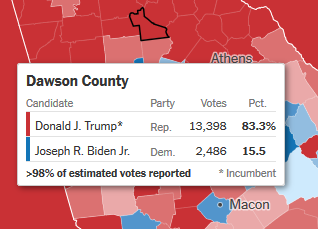 Athens
Dawson County
Candidate Party Votes Pct.
Donald J. Trump* Rep. 13,398 83.3%
Joseph R. Biden Jr. Dem. 2,486 15.5
>98% of estimated votes reported * Incumbent
Macon